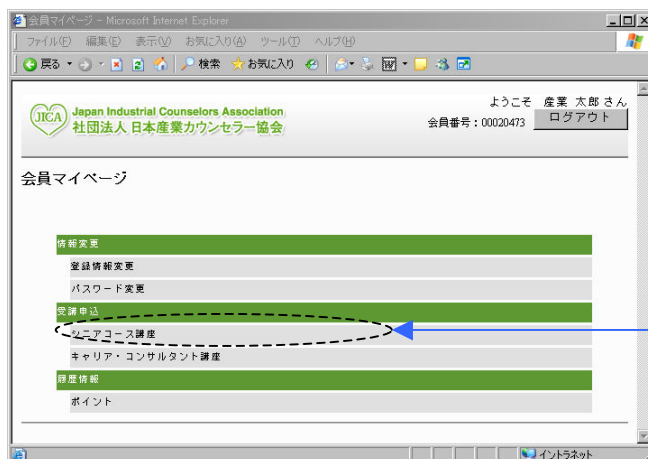 会員マイページ - Microsoft Internet Explorer
ファイル(F) 編集(E) 表示(V) お気に入り(A) ツール(T) ヘルプ(H)
戻る 検索 お気に入り
ようこそ 産業 太郎 さん
JICA Japan Industrial Counselors Association
社団法人 日本産業カウンセラー協会
会員番号：00020473 ログアウト
会員マイページ
情報変更
登録情報変更
パスワード変更
受講申込
シニアコース講座
キャリア・コンサルタント講座
履歴情報
ポイント
イントラネット